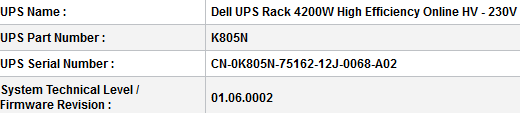 UPS Name : Dell UPS Rack 4200W High Efficiency Online HV - 230V
UPS Part Number : K805N
UPS Serial Number : CN-0K805N-75162-12J-0068-A02
System Technical Level /
Firmware Revision : 01.06.0002